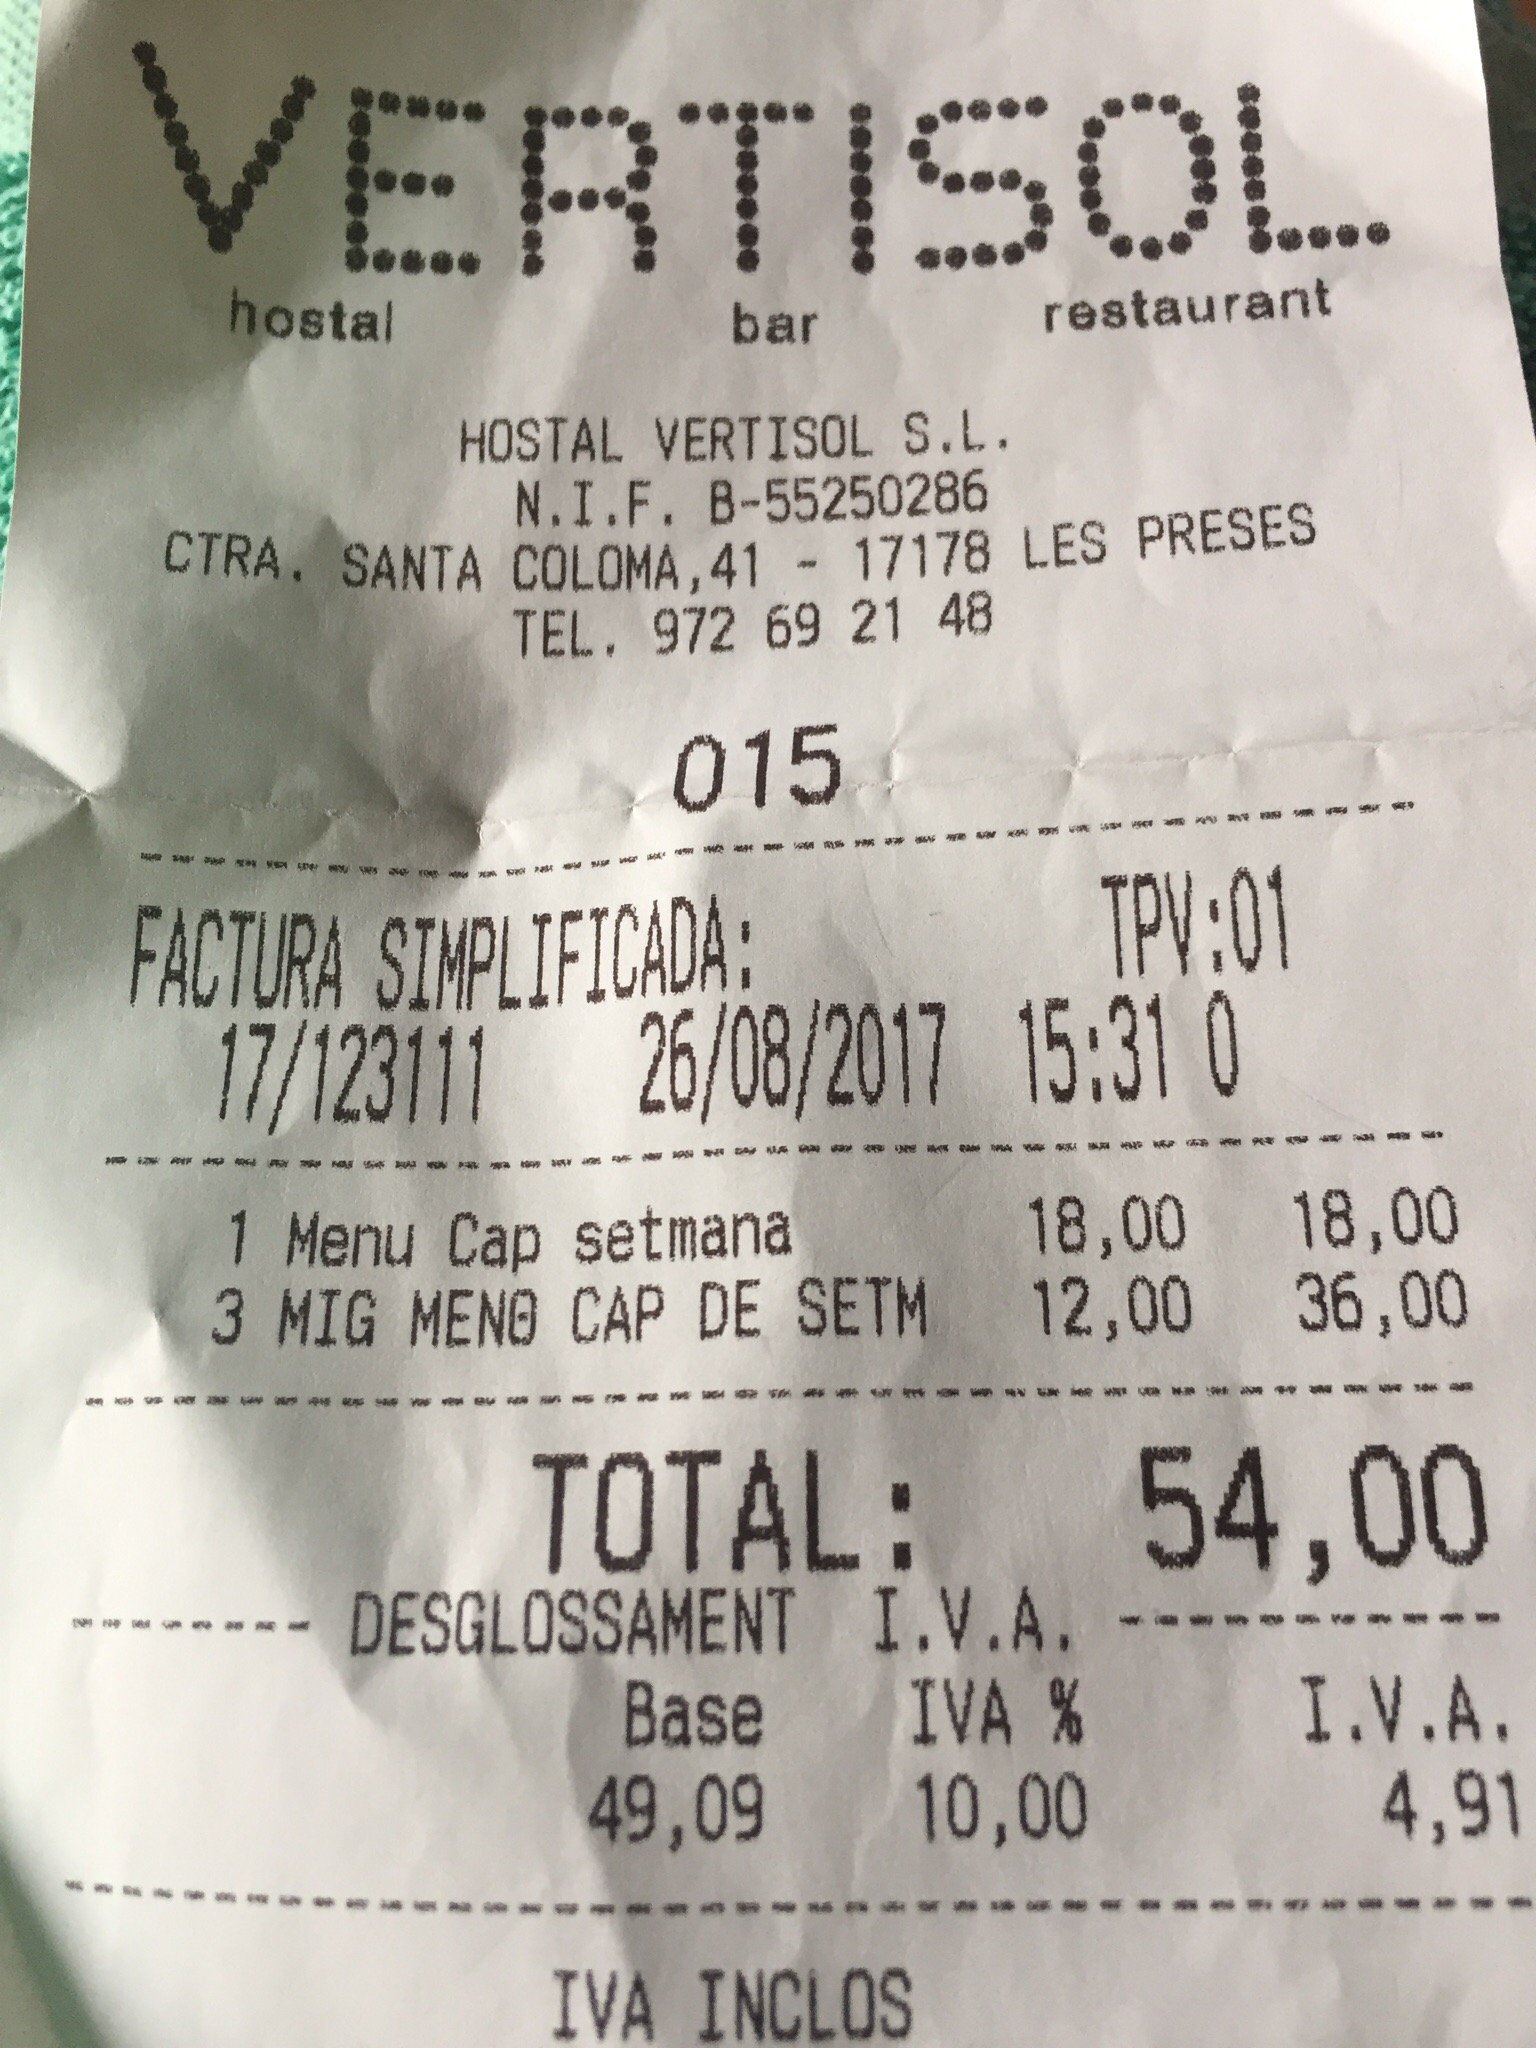 VERTISOL
hostal bar restaurant
HOSTAL VERTISOL S.L.
N.I.F. B-55250286
CTRA. SANTA COLOMA,41 - 17178 LES PRESES
TEL. 972 69 21 48
015
FACTURA SIMPLIFICADA: TPV:01
17/123111 26/08/2017 15:31 0
1 Menu Cap setmana 18,00 18,00
3 MIG MENÚ CAP DE SETM 12,00 36,00
TOTAL: 54,00
DESGLOSSAMENT I.V.A.
Base IVA % I.V.A.
49,09 10,00 4,91
IVA INCLOS